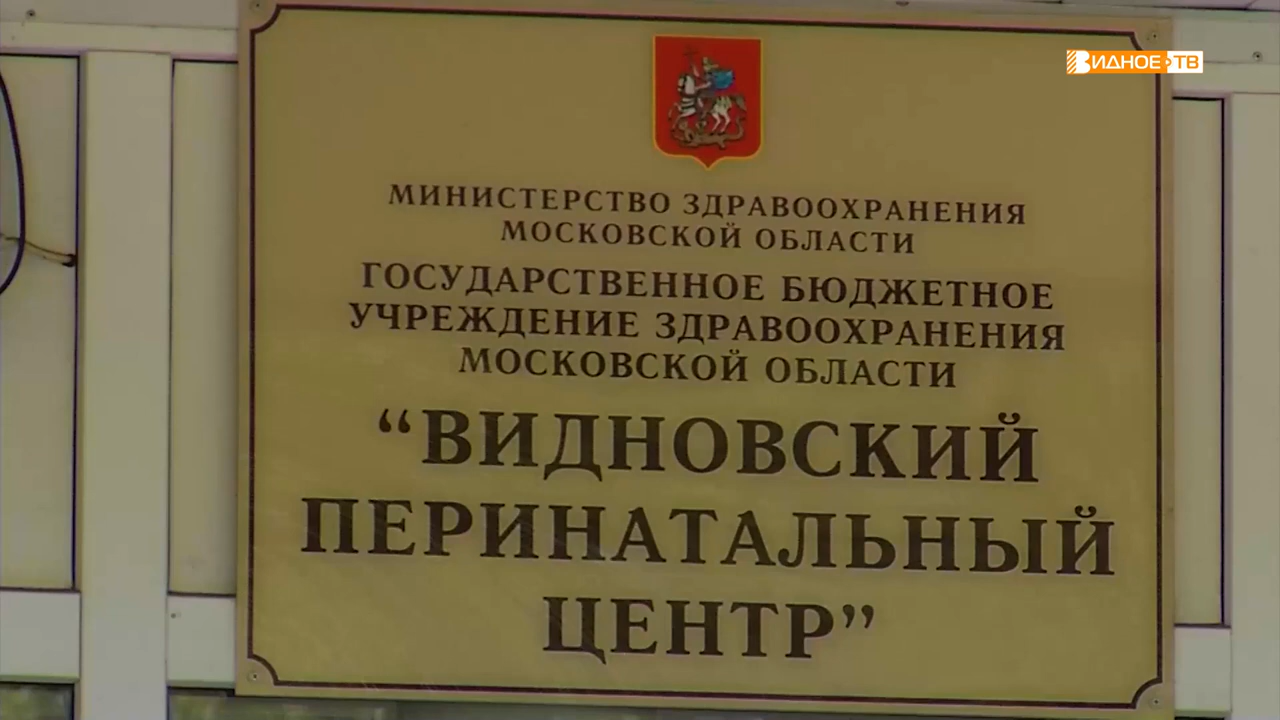 ВИДНОЕ ТВ
МИНИСТЕРСТВО ЗДРАВООХРАНЕНИЯ
МОСКОВСКОЙ ОБЛАСТИ
ГОСУДАРСТВЕННОЕ БЮДЖЕТНОЕ
УЧРЕЖДЕНИЕ ЗДРАВООХРАНЕНИЯ
МОСКОВСКОЙ ОБЛАСТИ
“ВИДНОВСКИЙ
ПЕРИНАТАЛЬНЫЙ
ЦЕНТР”